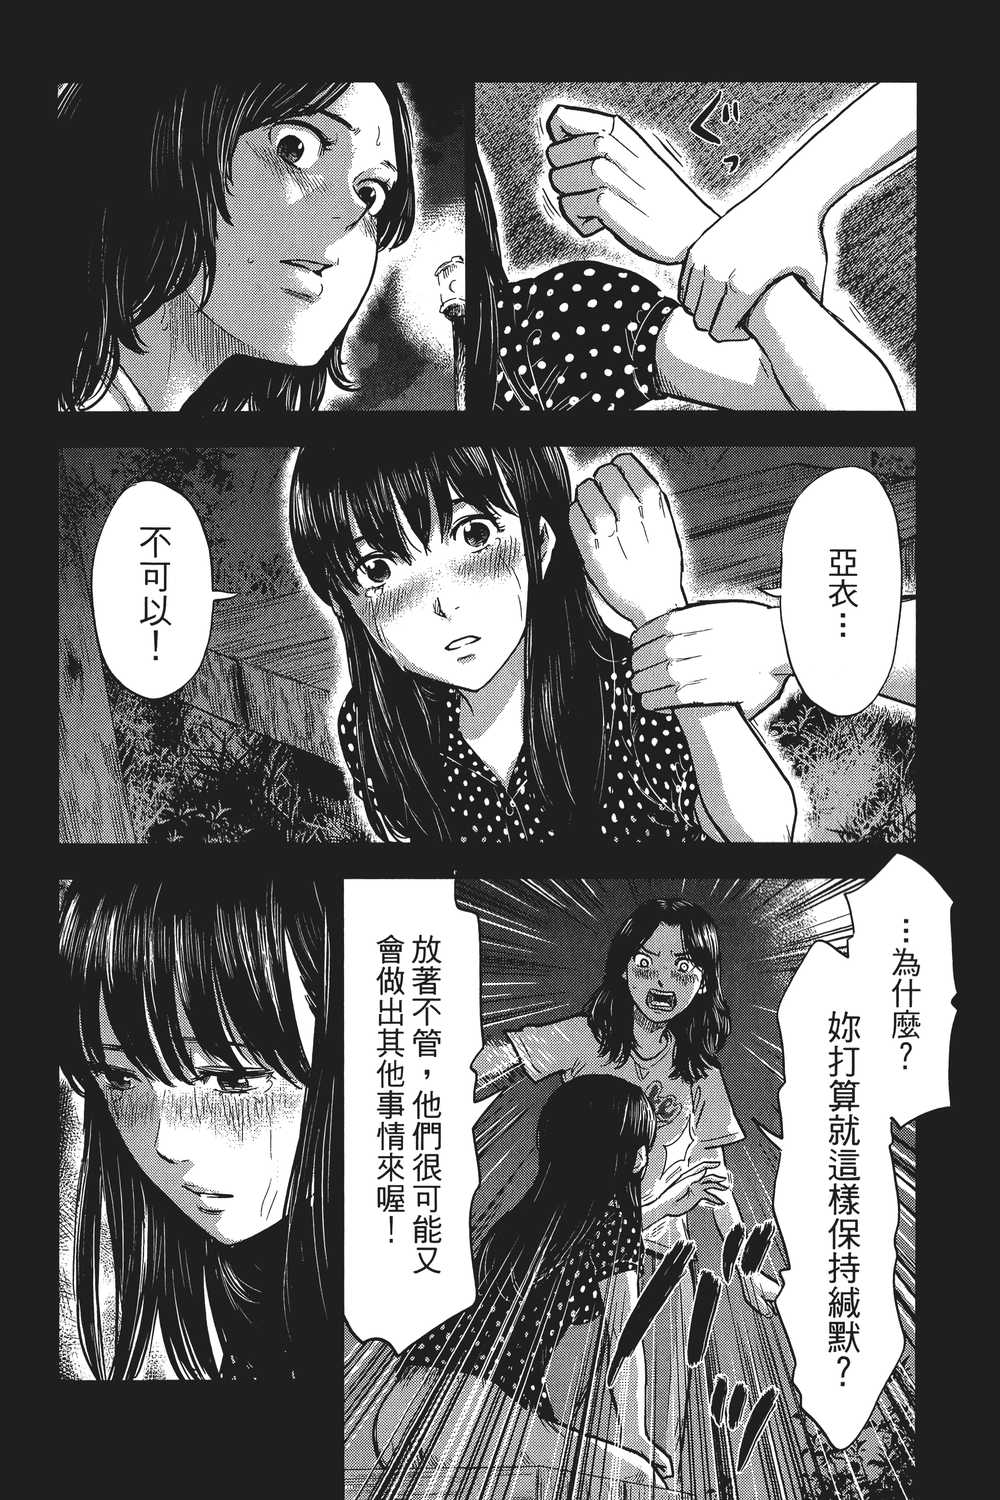 ぐっ
亞衣…
不可以！
…為什麼？
妳打算就這樣保持緘默？
放著不管，他們很可能又
會做出其他事情來喔！